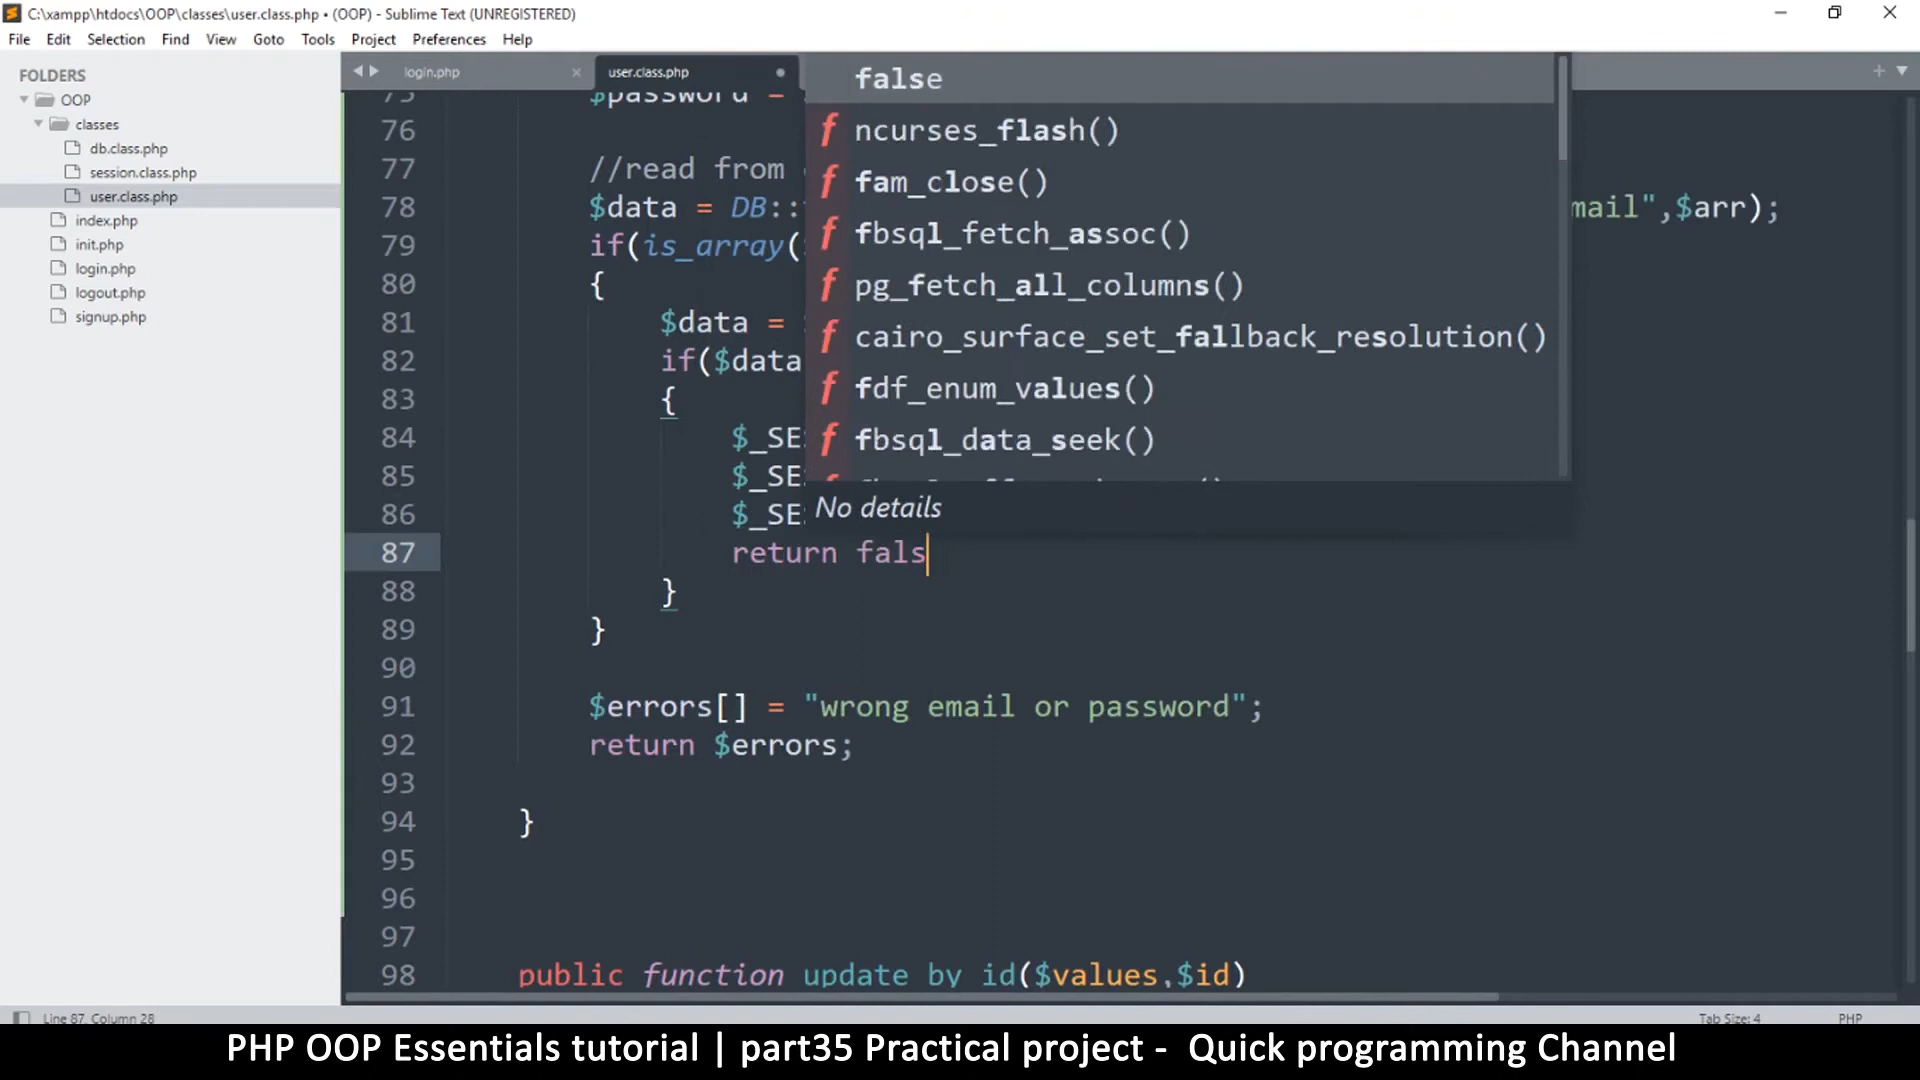 C:\xampp\htdocs\OOP\classes\user.class.php • (OOP) - Sublime Text (UNREGISTERED)
File Edit Selection Find View Goto Tools Project Preferences Help
FOLDERS
OOP
classes
db.class.php
session.class.php
user.class.php
index.php
init.php
login.php
logout.php
signup.php
login.php
user.class.php
75 $password =
76
77 //read from
78 $data = DB:: mail",$arr);
79 if(is_array(
80 {
81 $data =
82 if($data
83 {
84 $_SE
85 $_SE
86 $_SE
87 return fals
88 }
89 }
90
91 $errors[] = "wrong email or password";
92 return $errors;
93
94 }
95
96
97
98 public function update_by_id($values,$id)
false
f ncurses_flash()
f fam_close()
f fbsql_fetch_assoc()
f pg_fetch_all_columns()
f cairo_surface_set_fallback_resolution()
f fdf_enum_values()
f fbsql_data_seek()
No details
Line 87, Column 28
Tab Size: 4
PHP
PHP OOP Essentials tutorial | part35 Practical project - Quick programming Channel